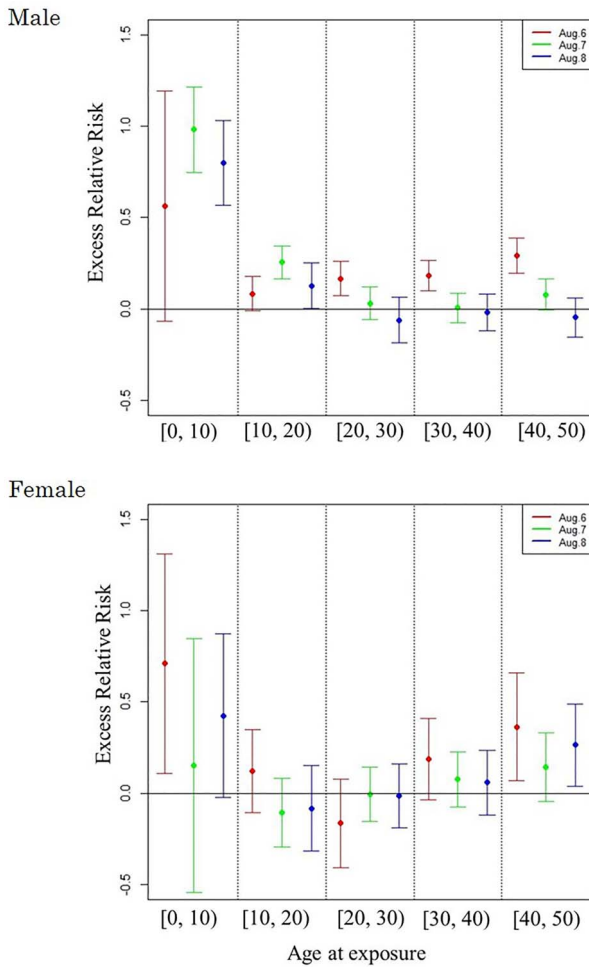 Male
Excess Relative Risk
1.5
1.0
0.5
0.0
-0.5
Aug.6
Aug.7
Aug.8
[0, 10) [10, 20) [20, 30) [30, 40) [40, 50)
Female
Excess Relative Risk
1.5
1.0
0.5
0.0
-0.5
Aug.6
Aug.7
Aug.8
[0, 10) [10, 20) [20, 30) [30, 40) [40, 50)
Age at exposure